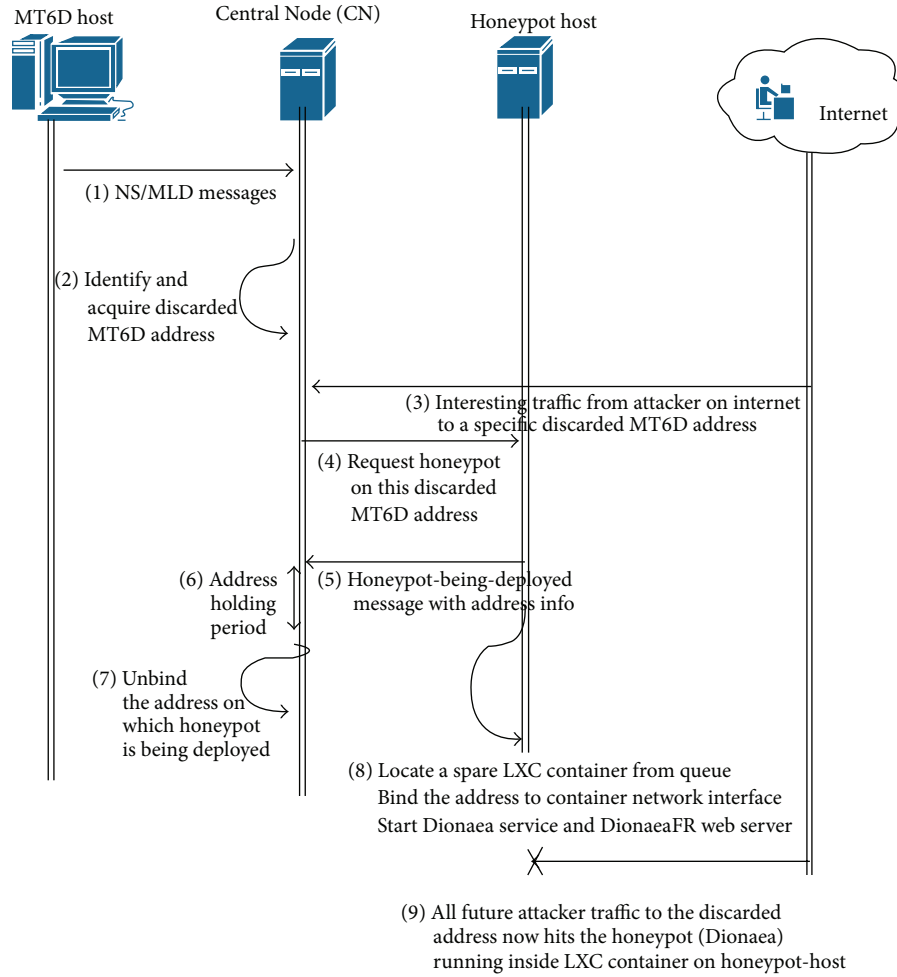 MT6D host
Central Node (CN)
Honeypot host
Internet
(1) NS/MLD messages
(2) Identify and
acquire discarded
MT6D address
(3) Interesting traffic from attacker on internet
to a specific discarded MT6D address
(4) Request honeypot
on this discarded
MT6D address
(5) Honeypot-being-deployed
message with address info
(6) Address
holding
period
(7) Unbind
the address on
which honeypot
is being deployed
(8) Locate a spare LXC container from queue
Bind the address to container network interface
Start Dionaea service and DionaeaFR web server
(9) All future attacker traffic to the discarded
address now hits the honeypot (Dionaea)
running inside LXC container on honeypot-host